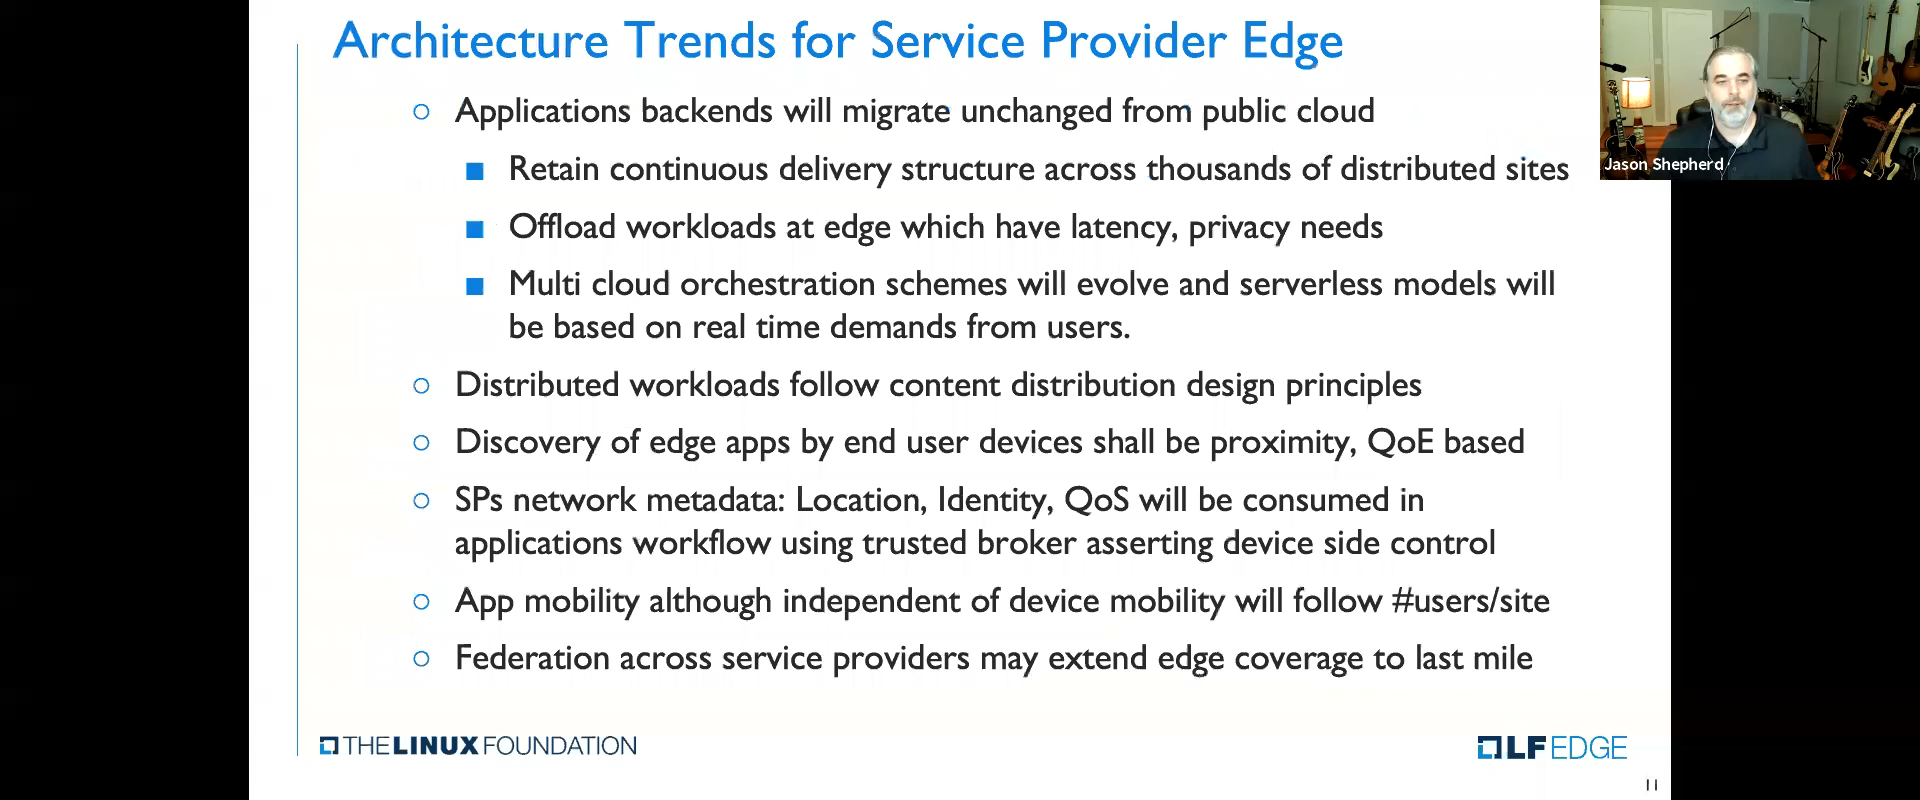 Architecture Trends for Service Provider Edge
Applications backends will migrate unchanged from public cloud
Retain continuous delivery structure across thousands of distributed sites
Offload workloads at edge which have latency, privacy needs
Multi cloud orchestration schemes will evolve and serverless models will
be based on real time demands from users.
Distributed workloads follow content distribution design principles
Discovery of edge apps by end user devices shall be proximity, QoE based
SPs network metadata: Location, Identity, QoS will be consumed in
applications workflow using trusted broker asserting device side control
App mobility although independent of device mobility will follow #users/site
Federation across service providers may extend edge coverage to last mile
THE LINUX FOUNDATION
LF EDGE
11
Jason Shepherd